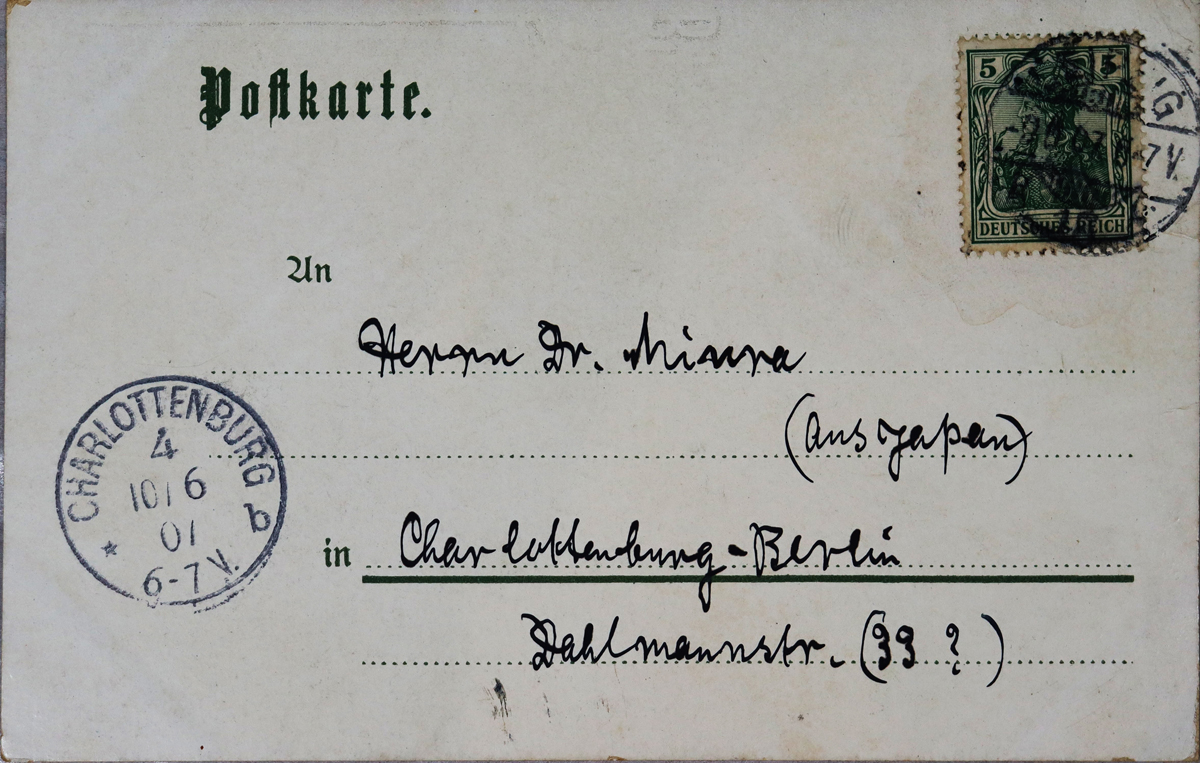 Postkarte.
5 5
DEUTSCHES REICH
An
Herrn Dr. Miura
(aus Japan)
CHARLOTTENBURG
4
10 6
01
6-7 V.
* b
in Charlottenburg-Berlin
Dahlmannstr. (33 ?)